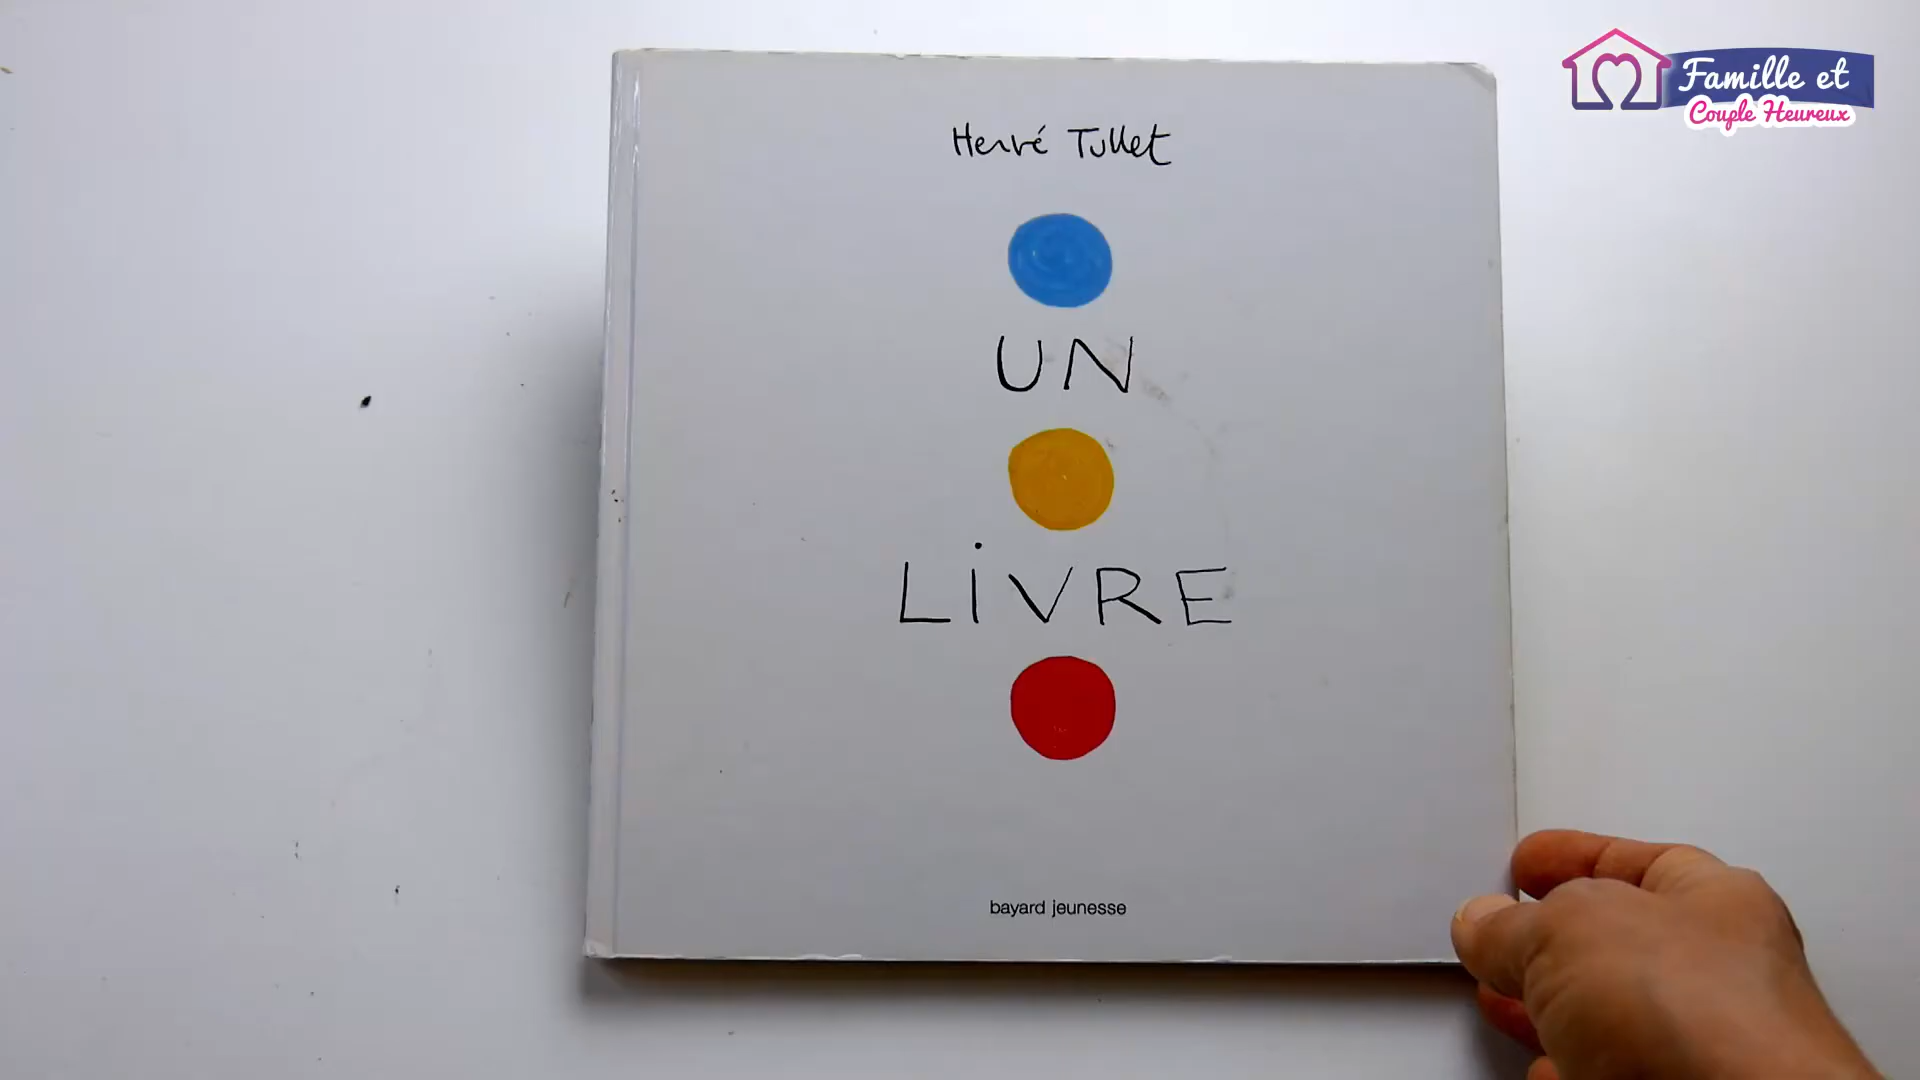 Hervé Tullet
UN
LiVRE
bayard jeunesse
Famille et
Couple Heureux